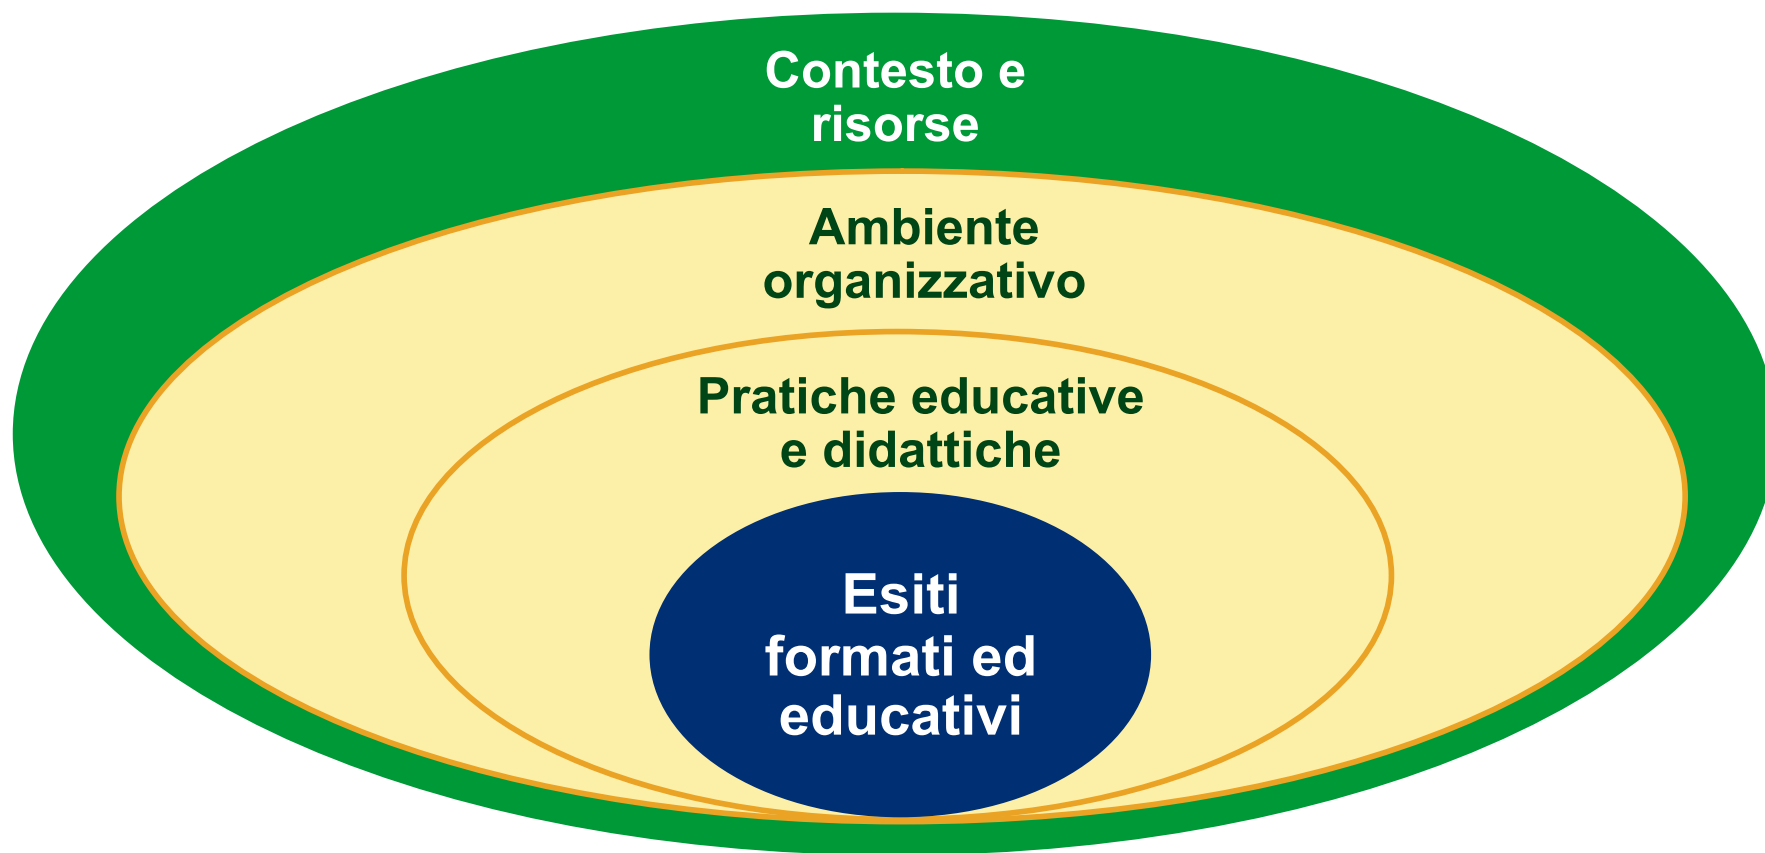 Contesto e
risorse
Ambiente
organizzativo
Pratiche educative
e didattiche
Esiti
formati ed
educativi